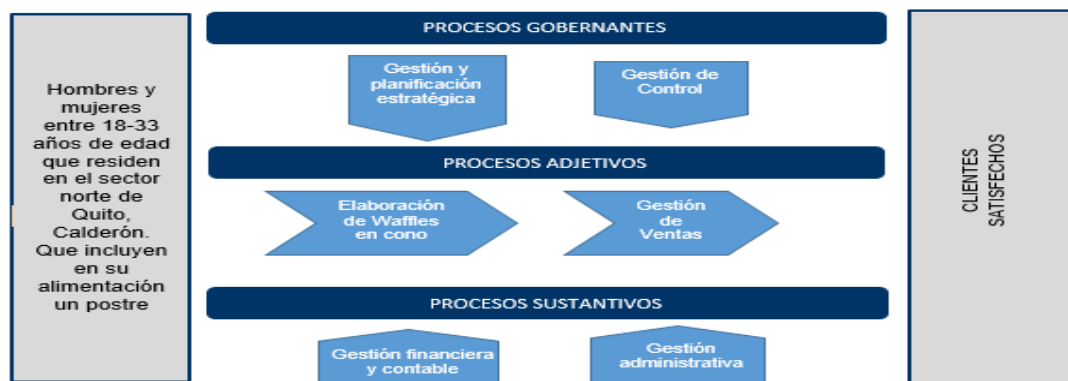 Hombres y
mujeres
entre 18-33
años de edad
que residen
en el sector
norte de
Quito,
Calderón.
Que incluyen
en su
alimentación
un postre
PROCESOS GOBERNANTES
Gestión y
planificación
estratégica
Gestión de
Control
PROCESOS ADJETIVOS
Elaboración
de Waffles
en cono
Gestión
de
Ventas
PROCESOS SUSTANTIVOS
Gestión financiera
y contable
Gestión
administrativa
CLIENTES
SATISFECHOS